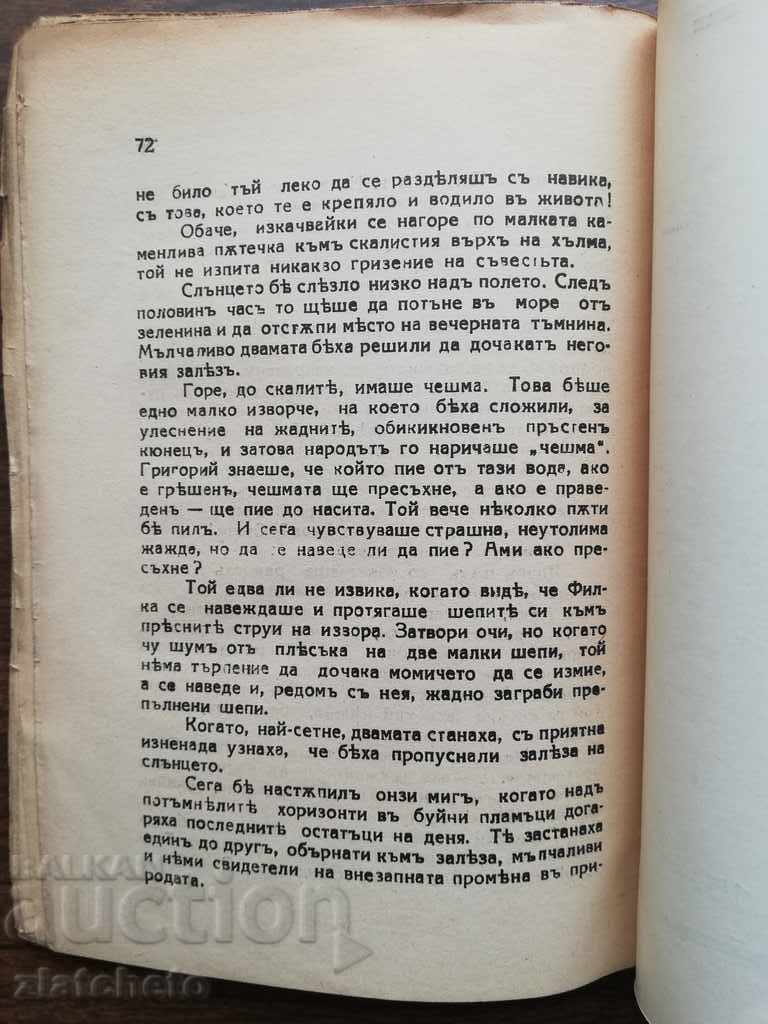 72
не било тъй леко да се раздѣляшъ съ навика,
съ това, което те е крепяло и водило въ живота!
Обаче, изкачвайки се нагоре по малката ка-
менлива пѫтечка къмъ скалистия върхъ на хълма,
той не изпита никакво гризение на съвестьта.
Слънцето бѣ слѣзло низко надъ полето. Следъ
половинъ часъ то щѣше да потъне въ море отъ
зеленина и да отстѫпи мѣсто на вечерната тъмнина.
Мълчаливо двамата бѣха решили да дочакатъ него-
вия залѣзъ.
Горе, до скалитѣ, имаше чешма. Това бѣше
едно малко изворче, на което бѣха сложили, за
улеснение на жаднитѣ, обикикновенъ пръстенъ
кюнецъ, и затова народътъ го наричаше „чешма“.
Григорий знаеше, че който пие отъ тази вода, ако
е грѣшенъ, чешмата ще пресъхне, а ако е праве-
денъ — ще пие до насита. Той вече нѣколко пѫти
бѣ пилъ. И сега чувствуваше страшна, неутолима
жажда, но да се наведе ли да пие? Ами ако пре-
съхне?
Той едва ли не извика, когато видѣ, че Фил-
ка се навеждаше и протягаше шепитѣ си къмъ
прѣснитѣ струи на извора. Затвори очи, но когато
чу шумъ отъ плѣсъка на две малки шепи, той
нѣма търпение да дочака момичето да се измие,
а се наведе и, редомъ съ нея, жадно заграби пре-
пълнени шепи.
Когато, най-сетне, двамата станаха, съ приятна
изненада узнаха, че бѣха пропуснали залѣза на
слънцето.
Сега бѣ настѫпилъ онзи мигъ, когато надъ
потъмнѣлитѣ хоризонти въ буйни пламъци дога-
ряха последнитѣ остатъци на деня. Тѣ застанаха
единъ до другъ, обърнати къмъ залѣза, мълчаливи
и нѣми свидетели на внезапната промѣна въ при-
родата.
BALKAN
auction
zlatcheto